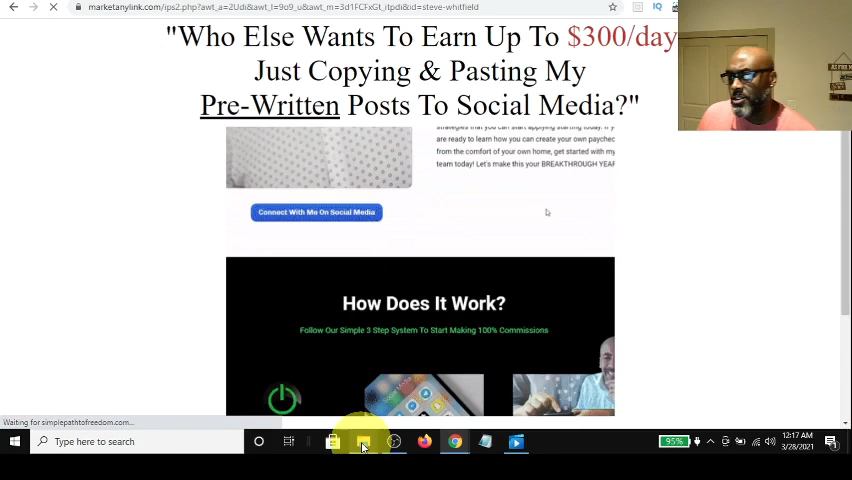 marketanylink.com/ips2.php?awt_a=2Udi&awt_l=9o9_u&awt_m=3d1FCFxGt_itpdi&id=steve-whitfield
"Who Else Wants To Earn Up To $300/day
Just Copying & Pasting My
Pre-Written Posts To Social Media?"
strategies that you can start applying starting today. If y
are ready to learn how you can create your own paychec
from the comfort of your own home, get started with my
team today! Let's make this your BREAKTHROUGH YEAR
Connect With Me On Social Media
How Does It Work?
Follow Our Simple 3 Step System To Start Making 100% Commissions
Waiting for simplepathtofreedom.com...
Type here to search
95%
12:17 AM
3/28/2021